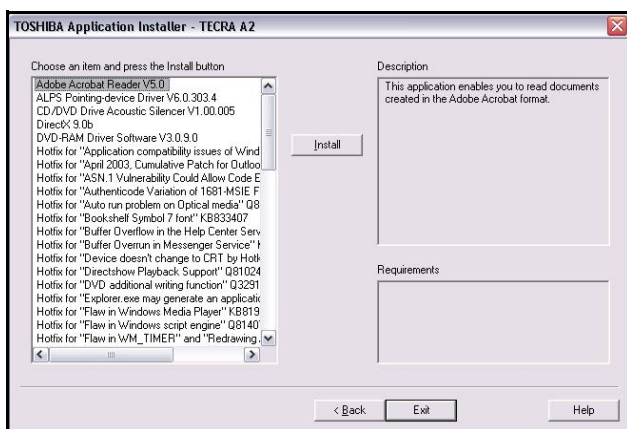 TOSHIBA Application Installer - TECRA A2
Choose an item and press the Install button
Adobe Acrobat Reader V5.0
ALPS Pointing-device Driver V6.0.303.4
CD/DVD Drive Acoustic Silencer V1.00.005
DirectX 9.0b
DVD-RAM Driver Software V3.0.9.0
Hotfix for "Application compatibility issues of Wind
Hotfix for "April 2003, Cumulative Patch for Outloo
Hotfix for "ASN.1 Vulnerability Could Allow Code E
Hotfix for "Authenticode Variation of 1681-MSIE F
Hotfix for "Auto run problem on Optical media" Q8
Hotfix for "Bookshelf Symbol 7 font" KB833407
Hotfix for "Buffer Overflow in the Help Center Serv
Hotfix for "Buffer Overrun in Messenger Service"
Hotfix for "Device doesn't change to CRT by Hotk
Hotfix for "Directshow Playback Support" Q81024
Hotfix for "DVD additional writing function" Q3291
Hotfix for "Explorer.exe may generate an applicatic
Hotfix for "Flaw in Windows Media Player" KB819
Hotfix for "Flaw in Windows script engine" Q8140
Hotfix for "Flaw in WM_TIMER" and "Redrawing
Install
Description
This application enables you to read documents
created in the Adobe Acrobat format.
Requirements
< Back
Exit
Help